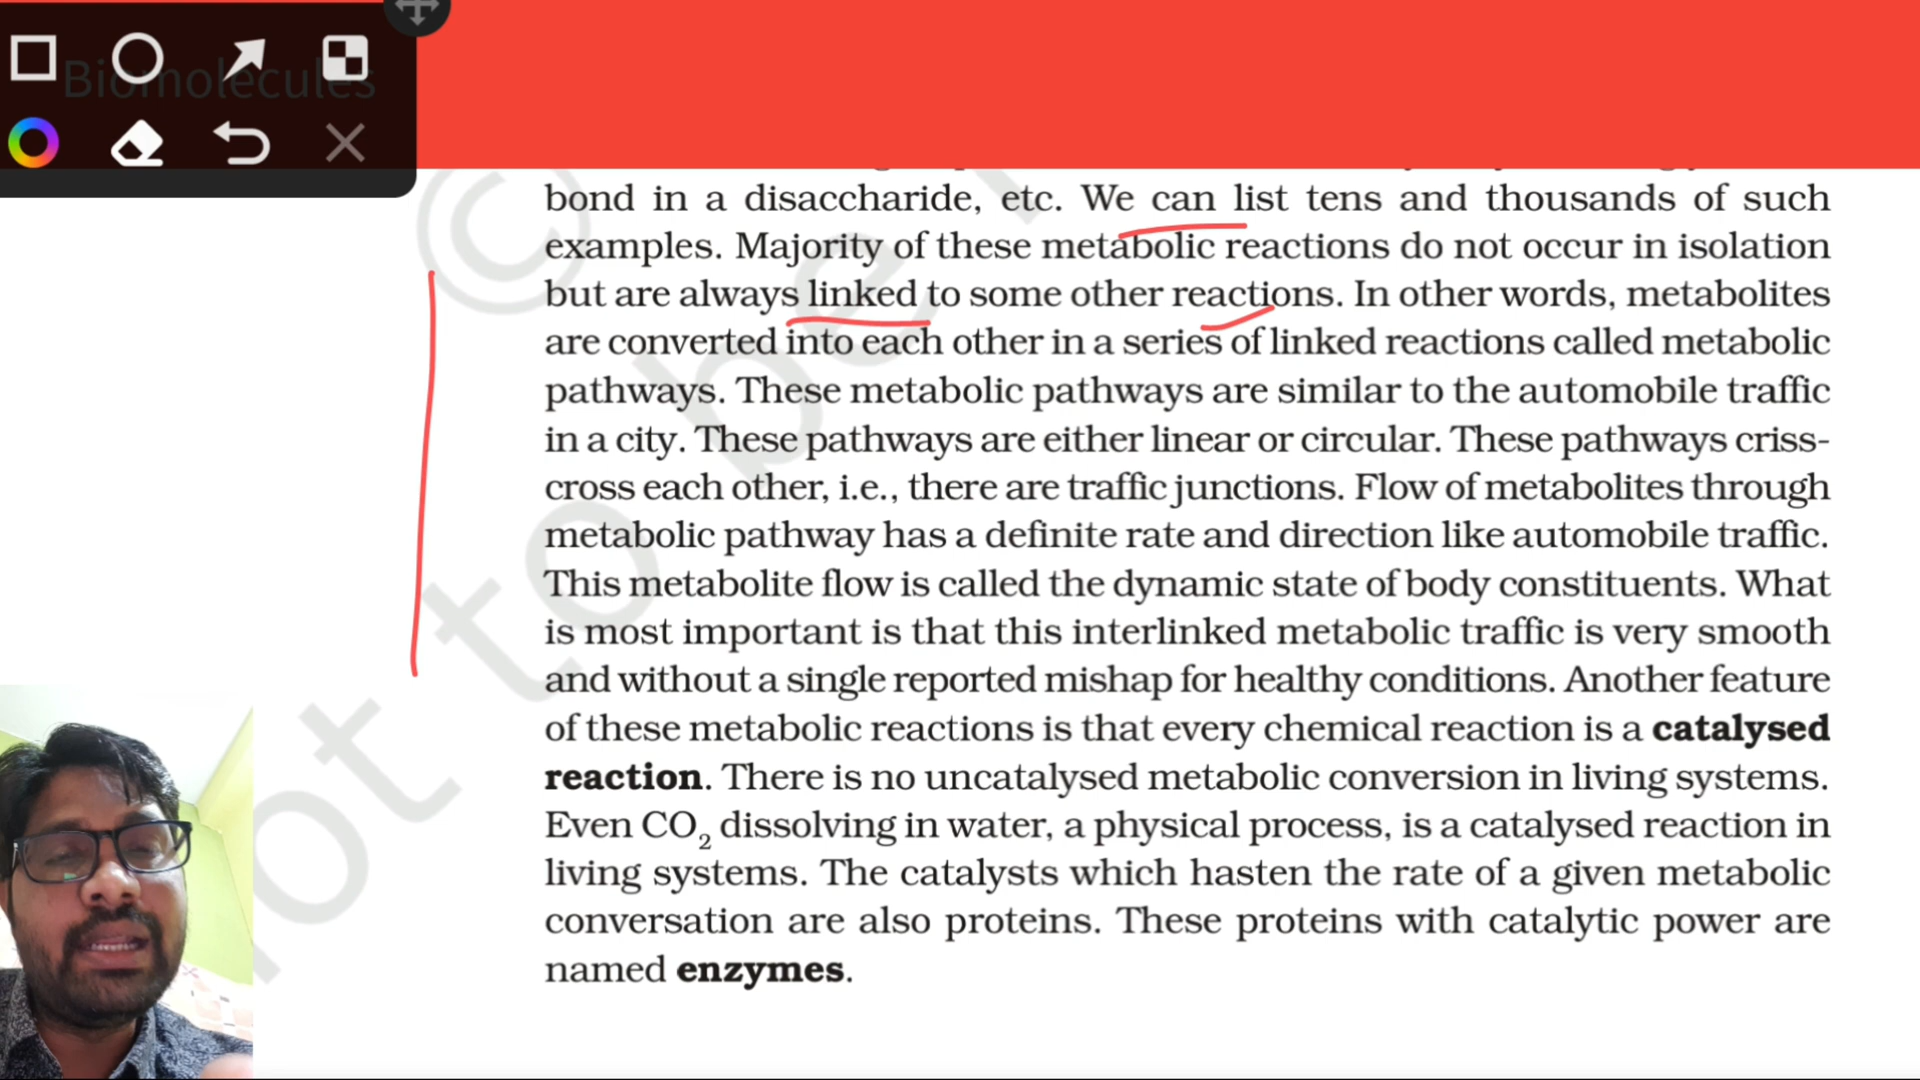 Biomolecules
bond in a disaccharide, etc. We can list tens and thousands of such
examples. Majority of these metabolic reactions do not occur in isolation
but are always linked to some other reactions. In other words, metabolites
are converted into each other in a series of linked reactions called metabolic
pathways. These metabolic pathways are similar to the automobile traffic
in a city. These pathways are either linear or circular. These pathways criss-
cross each other, i.e., there are traffic junctions. Flow of metabolites through
metabolic pathway has a definite rate and direction like automobile traffic.
This metabolite flow is called the dynamic state of body constituents. What
is most important is that this interlinked metabolic traffic is very smooth
and without a single reported mishap for healthy conditions. Another feature
of these metabolic reactions is that every chemical reaction is a catalysed
reaction. There is no uncatalysed metabolic conversion in living systems.
Even CO₂ dissolving in water, a physical process, is a catalysed reaction in
living systems. The catalysts which hasten the rate of a given metabolic
conversation are also proteins. These proteins with catalytic power are
named enzymes.
© not to be r